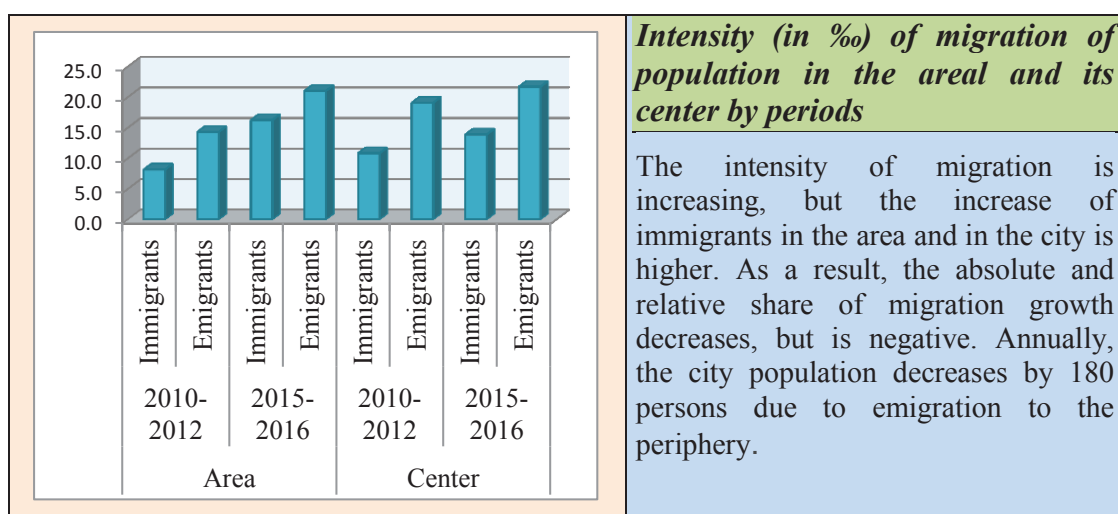 25.0
20.0
15.0
10.0
5.0
0.0
Immigrants
Emigrants
Immigrants
Emigrants
Immigrants
Emigrants
Immigrants
Emigrants
2010-
2012
2015-
2016
2010-
2012
2015-
2016
Area
Center
Intensity (in ‰) of migration of
population in the areal and its
center by periods
The intensity of migration is
increasing, but the increase of
immigrants in the area and in the city is
higher. As a result, the absolute and
relative share of migration growth
decreases, but is negative. Annually,
the city population decreases by 180
persons due to emigration to the
periphery.